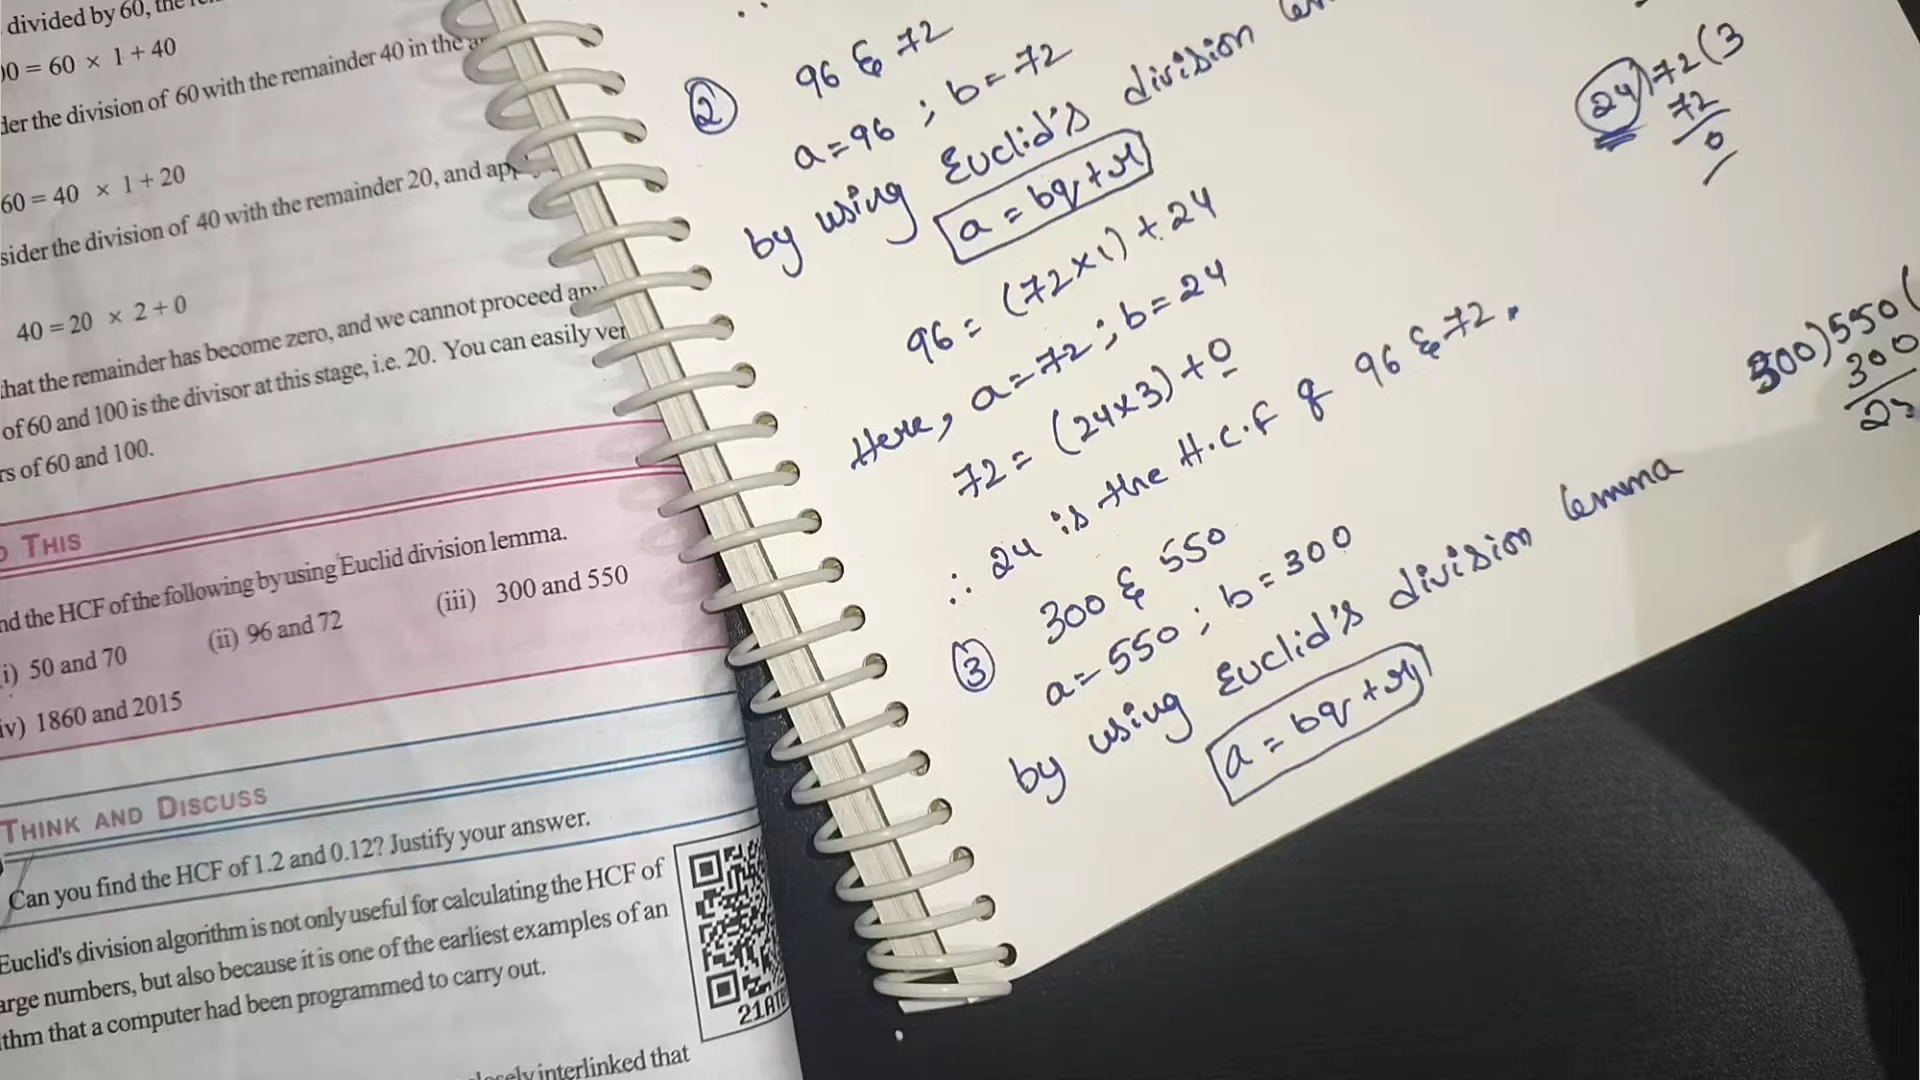 divided by 60, the
00 = 60 × 1 + 40
der the division of 60 with the remainder 40 in the
60 = 40 × 1 + 20
sider the division of 40 with the remainder 20, and app
40 = 20 × 2 + 0
that the remainder has become zero, and we cannot proceed any
of 60 and 100 is the divisor at this stage, i.e. 20. You can easily ver
rs of 60 and 100.
O THIS
nd the HCF of the following by using Euclid division lemma.
i) 50 and 70 (ii) 96 and 72 (iii) 300 and 550
iv) 1860 and 2015
THINK AND DISCUSS
Can you find the HCF of 1.2 and 0.12? Justify your answer.
Euclid's division algorithm is not only useful for calculating the HCF of
arge numbers, but also because it is one of the earliest examples of an
ithm that a computer had been programmed to carry out.
21AT
closely interlinked that
② 96 & 72
a=96 ; b=72
by using Euclid's division lem
a = bq+r
96 = (72×1) + 24
Here, a=72 ; b=24
72 = (24×3) + 0
∴ 24 is the H.C.F of 96 & 72.
③ 300 & 550
a=550 ; b=300
by using Euclid's division lemma
a = bq+r
24)72(3
72
0
300)550(
300
25